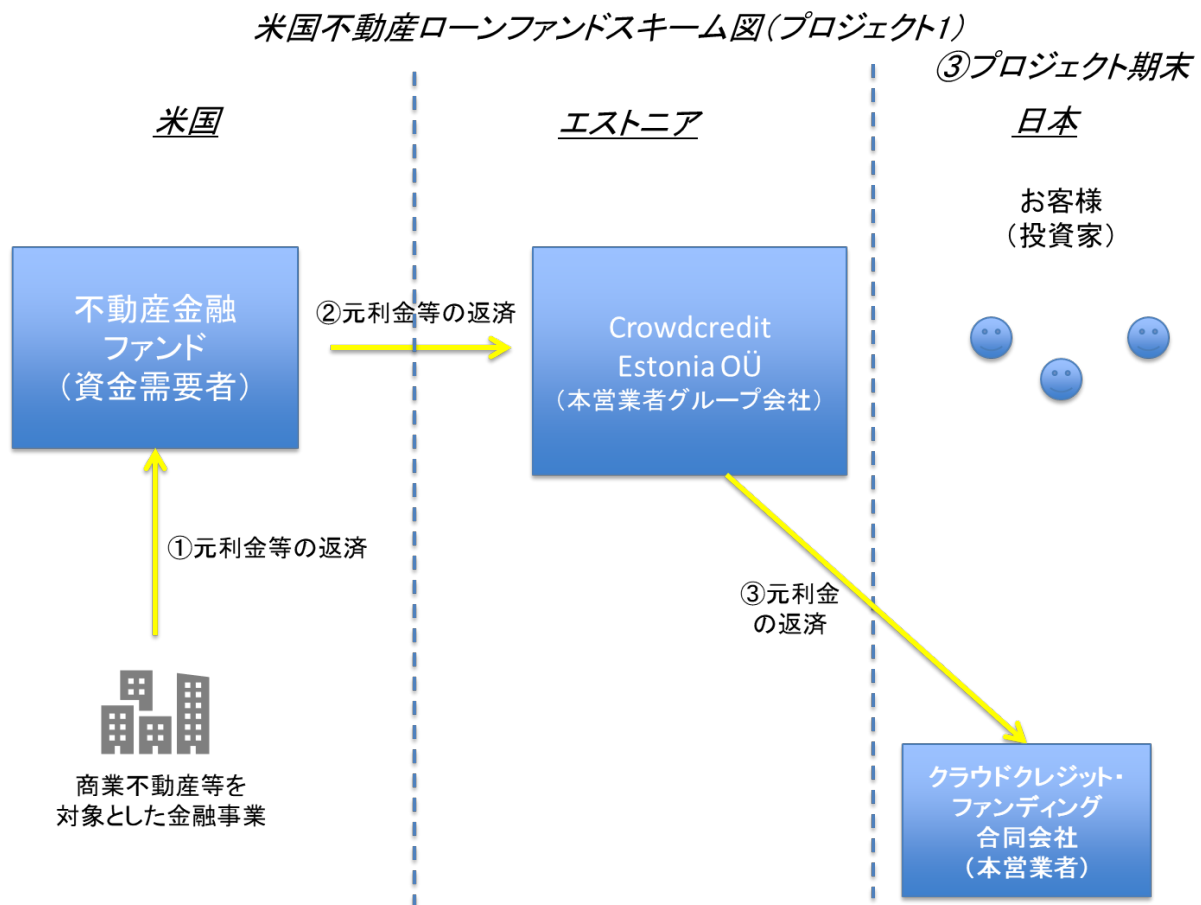 米国不動産ローンファンドスキーム図(プロジェクト1)
③プロジェクト期末
米国
エストニア
日本
お客様
(投資家)
不動産金融
ファンド
(資金需要者)
②元利金等の返済
Crowdcredit
Estonia OÜ
(本営業者グループ会社)
①元利金等の返済
③元利金
の返済
商業不動産等を
対象とした金融事業
クラウドクレジット・
ファンディング
合同会社
(本営業者)